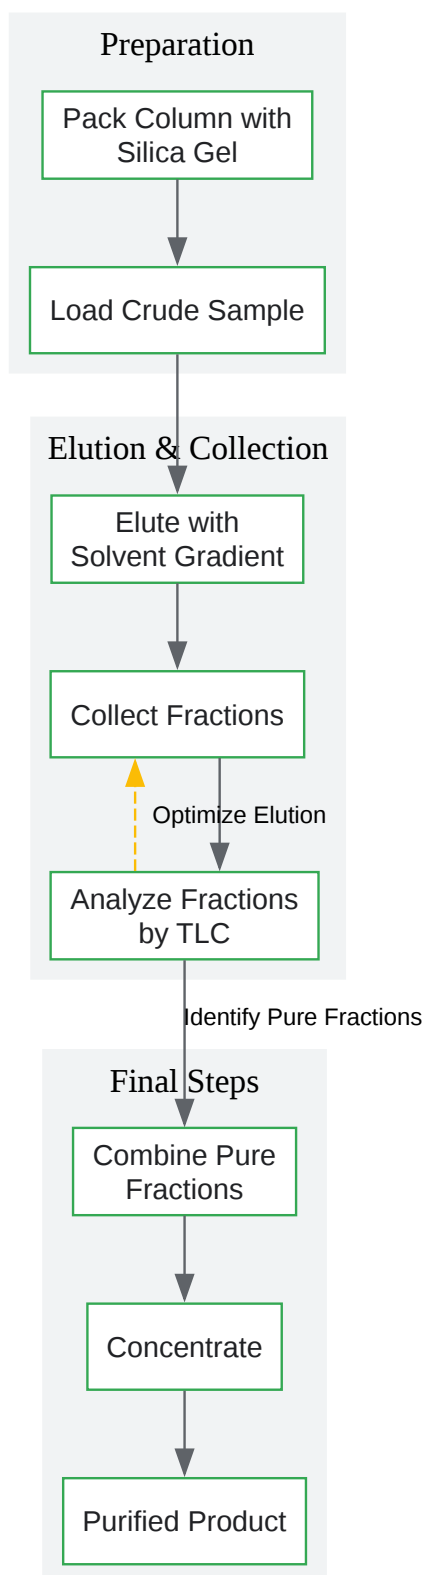 Preparation
Pack Column with
Silica Gel
Load Crude Sample
Elution & Collection
Elute with
Solvent Gradient
Collect Fractions
Optimize Elution
Analyze Fractions
by TLC
Identify Pure Fractions
Final Steps
Combine Pure
Fractions
Concentrate
Purified Product